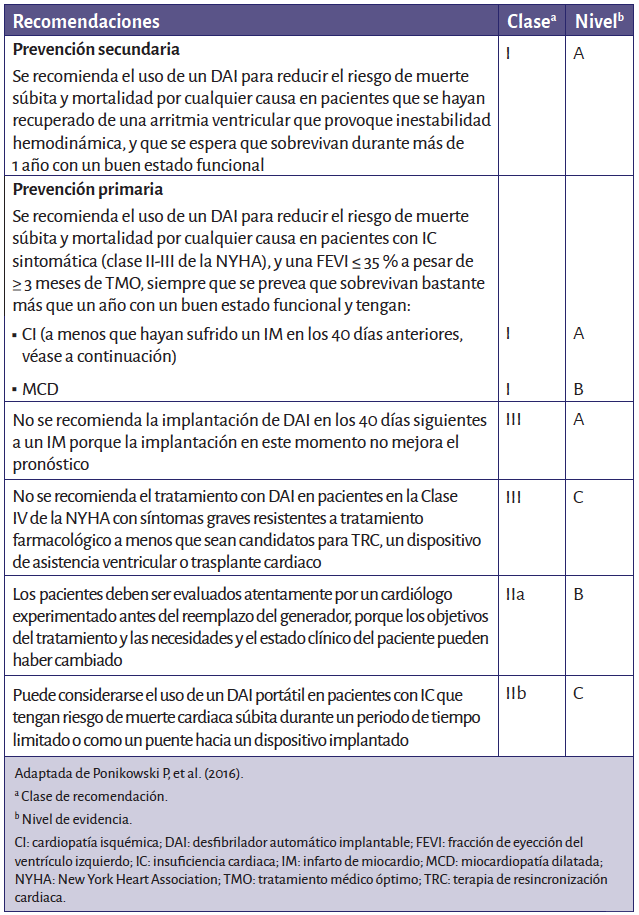 Recomendaciones Claseª Nivelᵇ
Prevención secundaria I A
Se recomienda el uso de un DAI para reducir el riesgo de muerte
súbita y mortalidad por cualquier causa en pacientes que se hayan
recuperado de una arritmia ventricular que provoque inestabilidad
hemodinámica, y que se espera que sobrevivan durante más de
1 año con un buen estado funcional
Prevención primaria
Se recomienda el uso de un DAI para reducir el riesgo de muerte
súbita y mortalidad por cualquier causa en pacientes con IC
sintomática (clase II-III de la NYHA), y una FEVI ≤ 35 % a pesar de
≥ 3 meses de TMO, siempre que se prevea que sobrevivan bastante
más que un año con un buen estado funcional y tengan:
▪ CI (a menos que hayan sufrido un IM en los 40 días anteriores, I A
véase a continuación)
▪ MCD I B
No se recomienda la implantación de DAI en los 40 días siguientes III A
a un IM porque la implantación en este momento no mejora el
pronóstico
No se recomienda el tratamiento con DAI en pacientes en la Clase III C
IV de la NYHA con síntomas graves resistentes a tratamiento
farmacológico a menos que sean candidatos para TRC, un dispositivo
de asistencia ventricular o trasplante cardiaco
Los pacientes deben ser evaluados atentamente por un cardiólogo IIa B
experimentado antes del reemplazo del generador, porque los objetivos
del tratamiento y las necesidades y el estado clínico del paciente pueden
haber cambiado
Puede considerarse el uso de un DAI portátil en pacientes con IC que IIb C
tengan riesgo de muerte cardiaca súbita durante un periodo de tiempo
limitado o como un puente hacia un dispositivo implantado
Adaptada de Ponikowski P, et al. (2016).
ª Clase de recomendación.
ᵇ Nivel de evidencia.
CI: cardiopatía isquémica; DAI: desfibrilador automático implantable; FEVI: fracción de eyección del
ventrículo izquierdo; IC: insuficiencia cardiaca; IM: infarto de miocardio; MCD: miocardiopatía dilatada;
NYHA: New York Heart Association; TMO: tratamiento médico óptimo; TRC: terapia de resincronización
cardiaca.